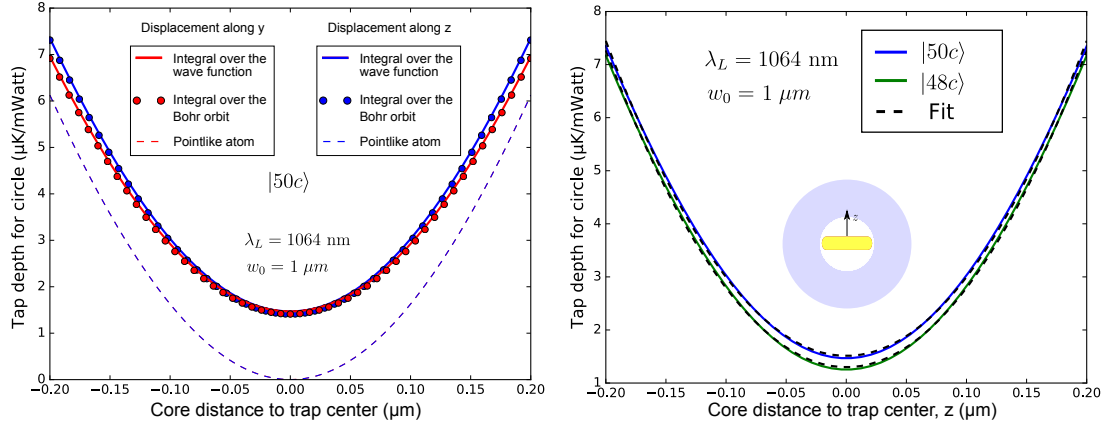 Displacement along y
Displacement along z
Integral over the
wave function
Integral over the
Bohr orbit
Pointlike atom
Integral over the
wave function
Integral over the
Bohr orbit
Pointlike atom
|50c⟩
λ_L = 1064 nm
w_0 = 1 μm
Tap depth for circle (μK/mWatt)
8
7
6
5
4
3
2
1
0
−0.20
−0.15
−0.10
−0.05
0.00
0.05
0.10
0.15
0.20
Core distance to trap center (μm)
λ_L = 1064 nm
w_0 = 1 μm
|50c⟩
|48c⟩
Fit
z
Tap depth for circle (μK/mWatt)
8
7
6
5
4
3
2
1
−0.20
−0.15
−0.10
−0.05
0.00
0.05
0.10
0.15
0.20
Core distance to trap center, z (μm)